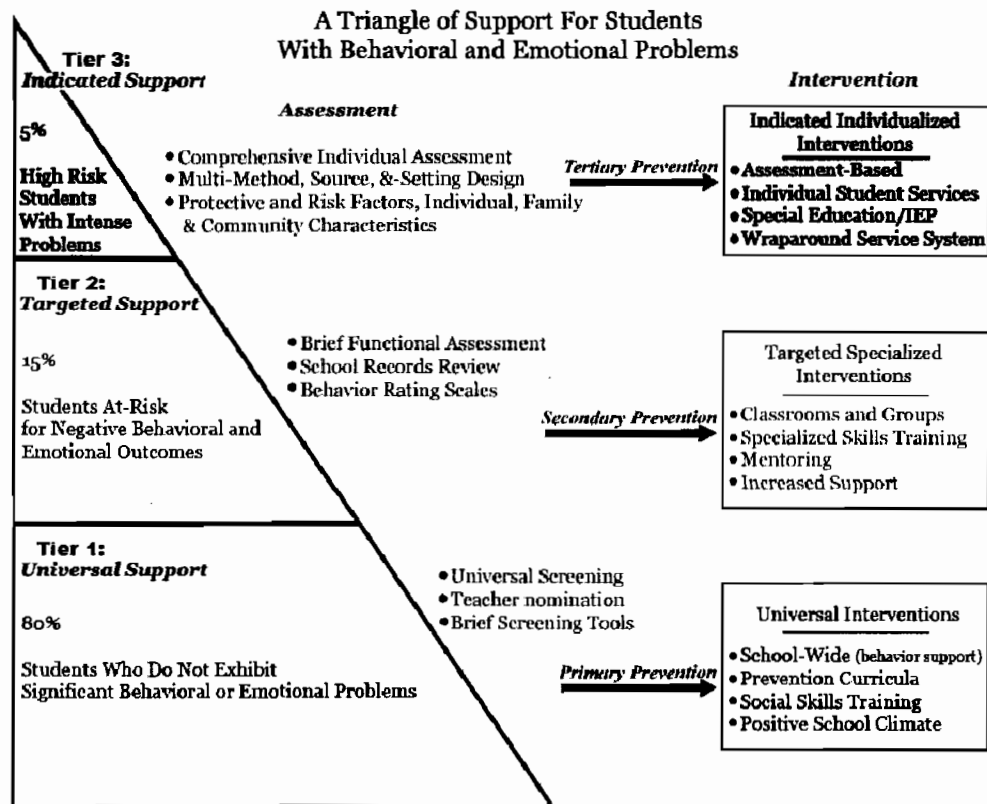 A Triangle of Support For Students
With Behavioral and Emotional Problems
Tier 3:
Indicated Support
5%
High Risk
Students
With Intense
Problems
Assessment
• Comprehensive Individual Assessment
• Multi-Method, Source, &-Setting Design
• Protective and Risk Factors, Individual, Family
& Community Characteristics
Tertiary Prevention
Intervention
Indicated Individualized
Interventions
• Assessment-Based
• Individual Student Services
• Special Education/IEP
• Wraparound Service System
Tier 2:
Targeted Support
15%
Students At-Risk
for Negative Behavioral and
Emotional Outcomes
• Brief Functional Assessment
• School Records Review
• Behavior Rating Scales
Secondary Prevention
Targeted Specialized
Interventions
• Classrooms and Groups
• Specialized Skills Training
• Mentoring
• Increased Support
Tier 1:
Universal Support
80%
Students Who Do Not Exhibit
Significant Behavioral or Emotional Problems
• Universal Screening
• Teacher nomination
• Brief Screening Tools
Primary Prevention
Universal Interventions
• School-Wide (behavior support)
• Prevention Curricula
• Social Skills Training
• Positive School Climate